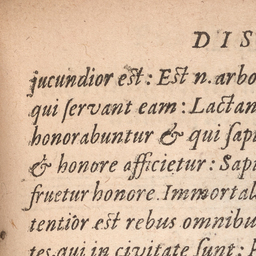 DIS
jucundior est: Est n. arbo
qui servant eam: Lactan
honorabuntur & qui sapi
& honore afficietur: Sapi
fruetur honore. Immortal
tentior est rebus omnibu
tes qui in civitate sunt: